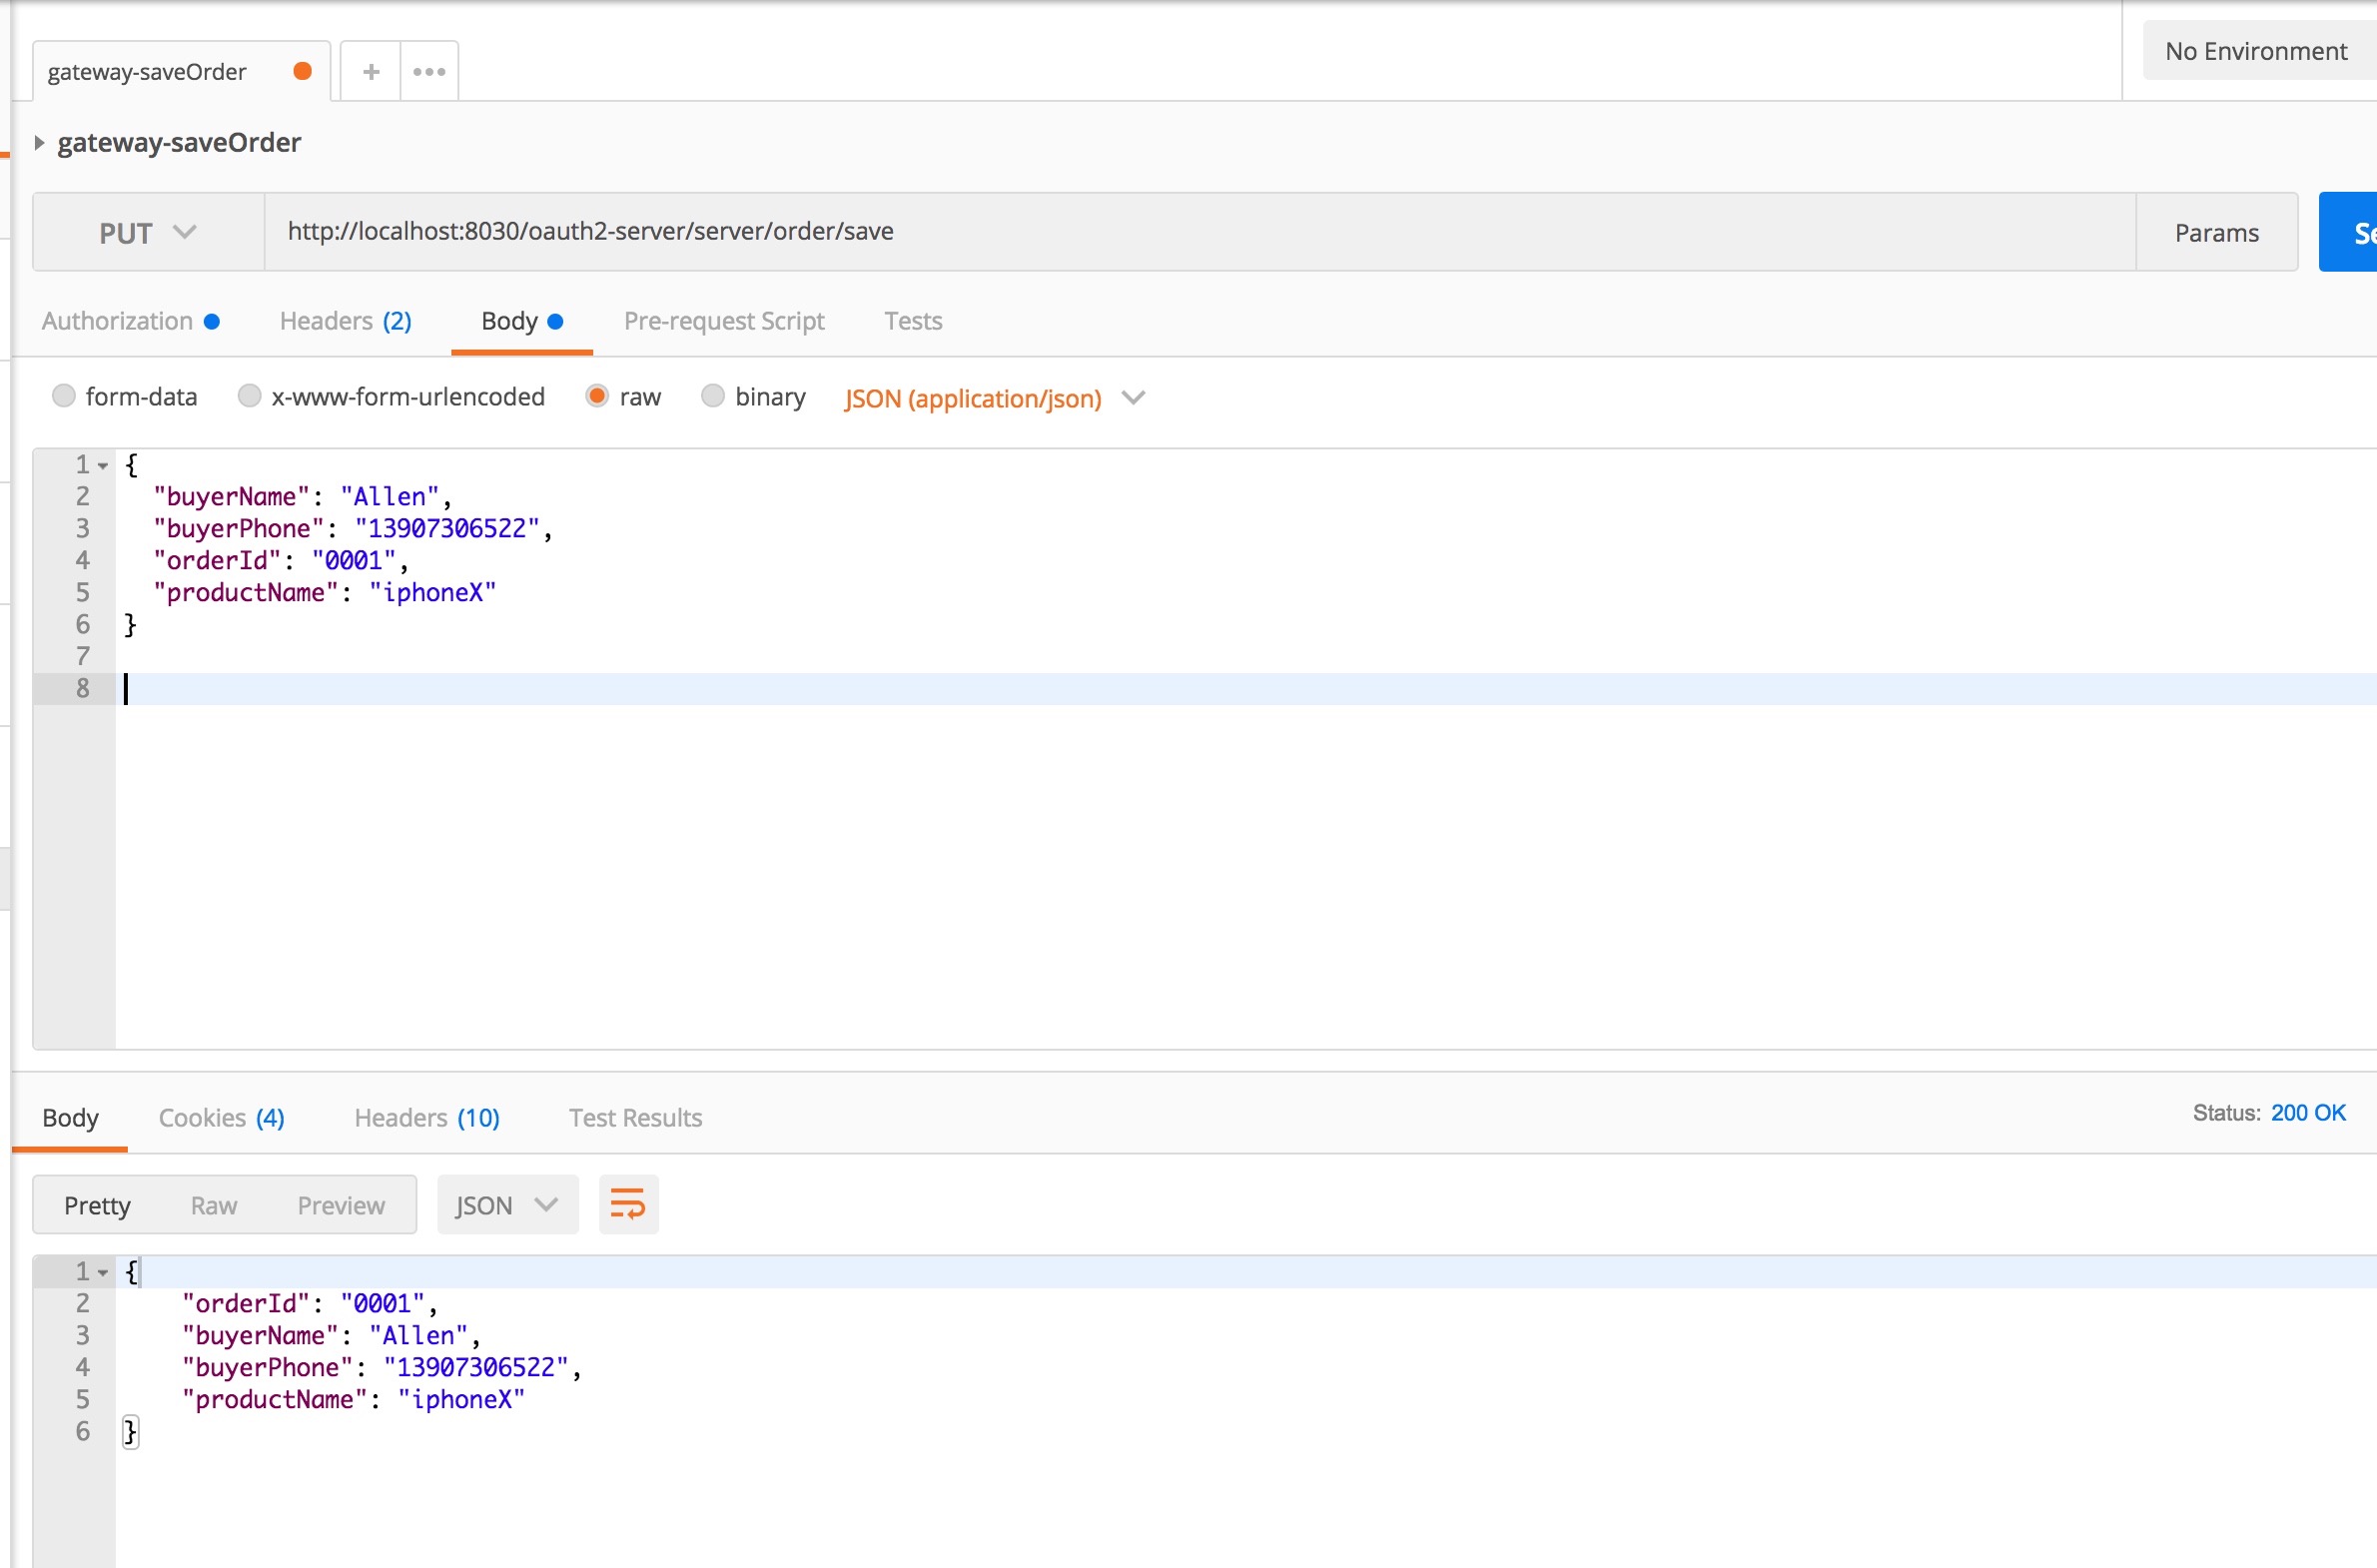 gateway-saveOrder
No Environment
gateway-saveOrder
PUT http://localhost:8030/oauth2-server/server/order/save Params
Authorization Headers (2) Body Pre-request Script Tests
form-data x-www-form-urlencoded raw binary JSON (application/json)
1 {
2 "buyerName": "Allen",
3 "buyerPhone": "13907306522",
4 "orderId": "0001",
5 "productName": "iphoneX"
6 }
7
8
Body Cookies (4) Headers (10) Test Results Status: 200 OK
Pretty Raw Preview JSON
1 {
2 "orderId": "0001",
3 "buyerName": "Allen",
4 "buyerPhone": "13907306522",
5 "productName": "iphoneX"
6 }